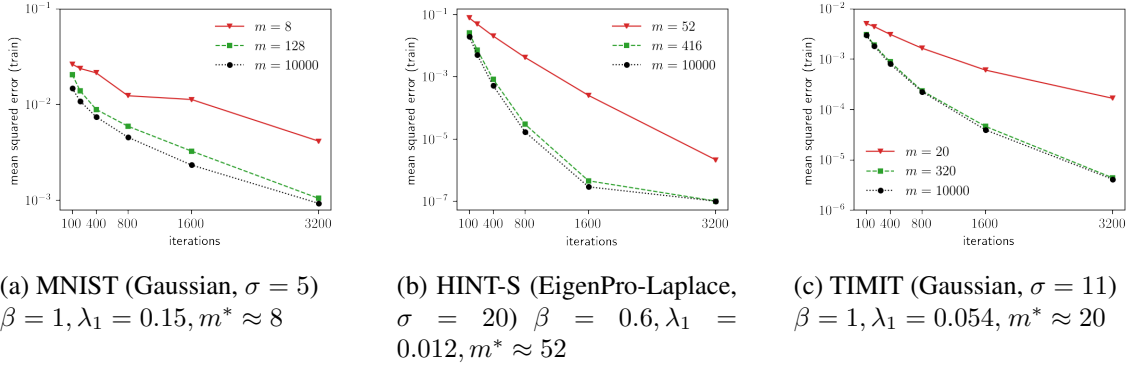 10^{-1}
10^{-2}
10^{-3}
mean squared error (train)
m = 8
m = 128
m = 10000
100 400 800 1600 3200
iterations
10^{-1}
10^{-3}
10^{-5}
10^{-7}
mean squared error (train)
m = 52
m = 416
m = 10000
100 400 800 1600 3200
iterations
10^{-2}
10^{-3}
10^{-4}
10^{-5}
10^{-6}
mean squared error (train)
m = 20
m = 320
m = 10000
100 400 800 1600 3200
iterations
(a) MNIST (Gaussian, σ = 5)
β = 1, λ₁ = 0.15, m* ≈ 8
(b) HINT-S (EigenPro-Laplace,
σ = 20) β = 0.6, λ₁ =
0.012, m* ≈ 52
(c) TIMIT (Gaussian, σ = 11)
β = 1, λ₁ = 0.054, m* ≈ 20